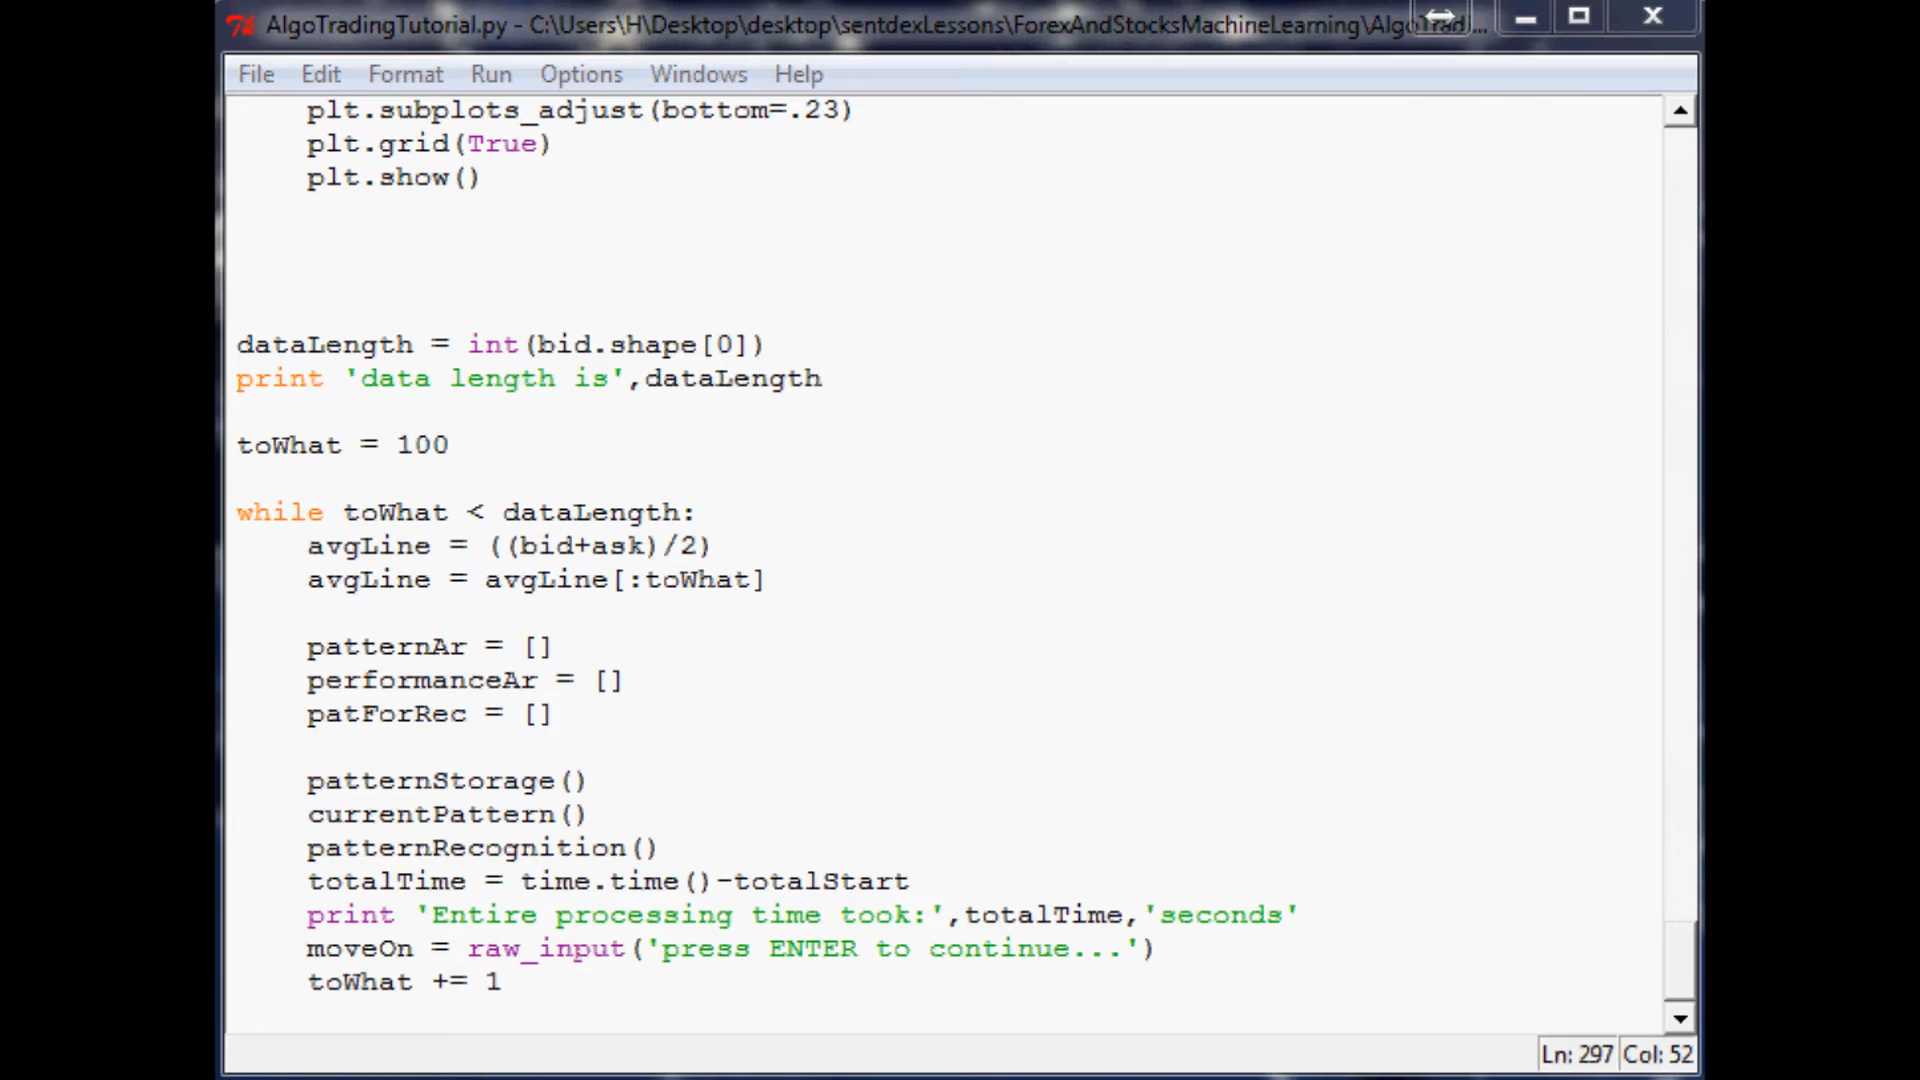 AlgoTradingTutorial.py - C:\Users\H\Desktop\desktop\sentdexLessons\ForexAndStocksMachineLearning\AlgoTradi...
File Edit Format Run Options Windows Help
plt.subplots_adjust(bottom=.23)
plt.grid(True)
plt.show()
dataLength = int(bid.shape[0])
print 'data length is',dataLength
toWhat = 100
while toWhat < dataLength:
avgLine = ((bid+ask)/2)
avgLine = avgLine[:toWhat]
patternAr = []
performanceAr = []
patForRec = []
patternStorage()
currentPattern()
patternRecognition()
totalTime = time.time()-totalStart
print 'Entire processing time took:',totalTime,'seconds'
moveOn = raw_input('press ENTER to continue...')
toWhat += 1
Ln: 297 Col: 52